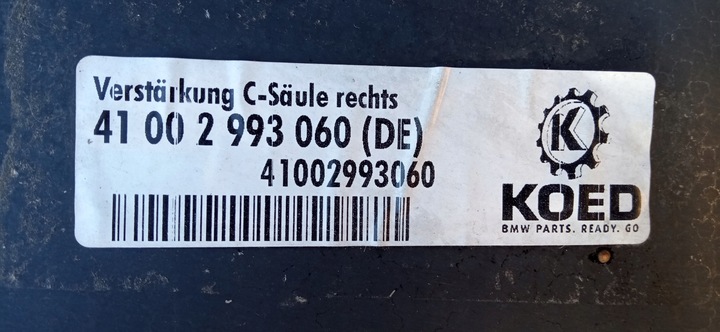 Verstärkung C-Säule rechts
41 00 2 993 060 (DE)
41002993060
K
KOED
BMW PARTS. READY. GO